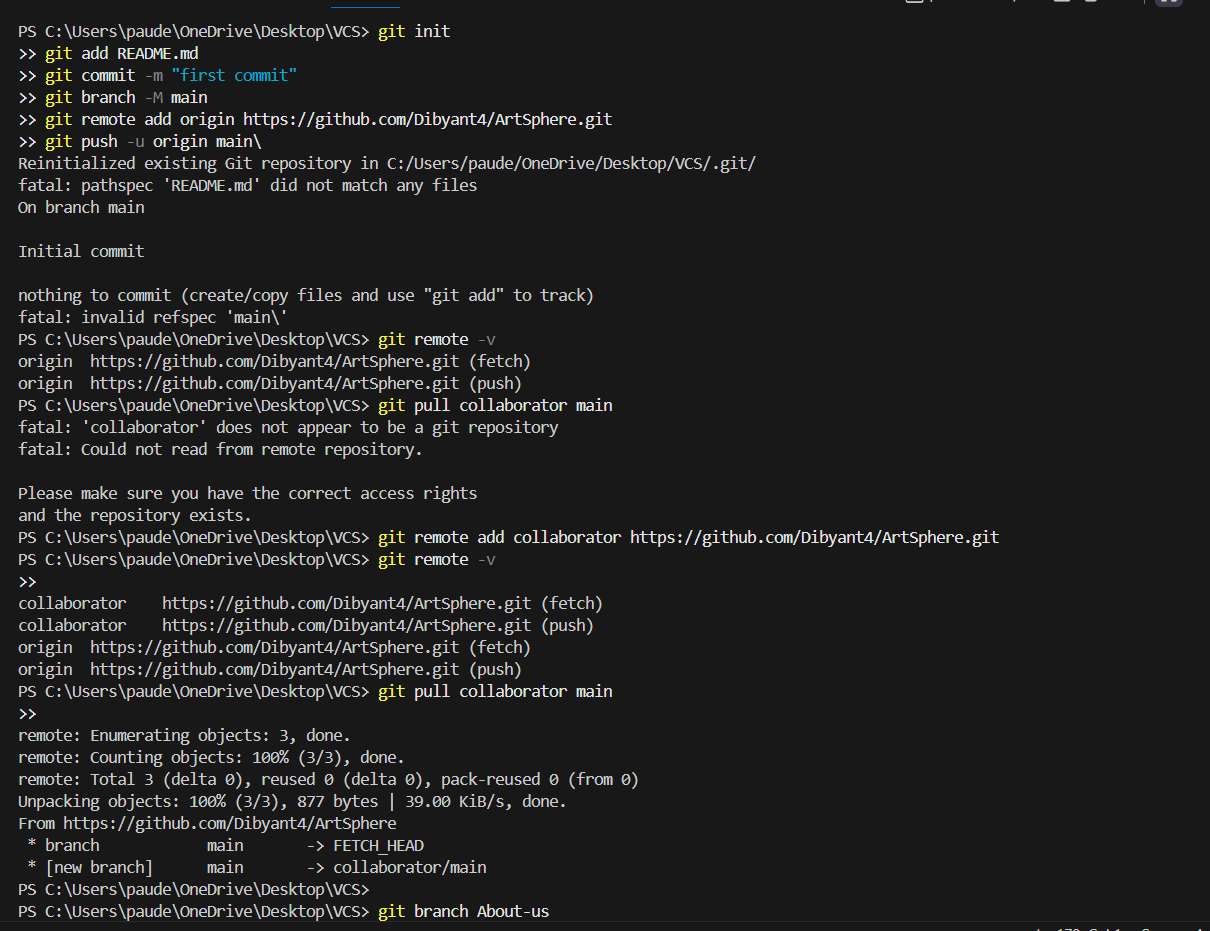 PS C:\Users\paude\OneDrive\Desktop\VCS> git init
>> git add README.md
>> git commit -m "first commit"
>> git branch -M main
>> git remote add origin https://github.com/Dibyant4/ArtSphere.git
>> git push -u origin main\
Reinitialized existing Git repository in C:/Users/paude/OneDrive/Desktop/VCS/.git/
fatal: pathspec 'README.md' did not match any files
On branch main

Initial commit

nothing to commit (create/copy files and use "git add" to track)
fatal: invalid refspec 'main\'
PS C:\Users\paude\OneDrive\Desktop\VCS> git remote -v
origin  https://github.com/Dibyant4/ArtSphere.git (fetch)
origin  https://github.com/Dibyant4/ArtSphere.git (push)
PS C:\Users\paude\OneDrive\Desktop\VCS> git pull collaborator main
fatal: 'collaborator' does not appear to be a git repository
fatal: Could not read from remote repository.

Please make sure you have the correct access rights
and the repository exists.
PS C:\Users\paude\OneDrive\Desktop\VCS> git remote add collaborator https://github.com/Dibyant4/ArtSphere.git
PS C:\Users\paude\OneDrive\Desktop\VCS> git remote -v
>>
collaborator    https://github.com/Dibyant4/ArtSphere.git (fetch)
collaborator    https://github.com/Dibyant4/ArtSphere.git (push)
origin  https://github.com/Dibyant4/ArtSphere.git (fetch)
origin  https://github.com/Dibyant4/ArtSphere.git (push)
PS C:\Users\paude\OneDrive\Desktop\VCS> git pull collaborator main
>>
remote: Enumerating objects: 3, done.
remote: Counting objects: 100% (3/3), done.
remote: Total 3 (delta 0), reused 0 (delta 0), pack-reused 0 (from 0)
Unpacking objects: 100% (3/3), 877 bytes | 39.00 KiB/s, done.
From https://github.com/Dibyant4/ArtSphere
 * branch            main       -> FETCH_HEAD
 * [new branch]      main       -> collaborator/main
PS C:\Users\paude\OneDrive\Desktop\VCS>
PS C:\Users\paude\OneDrive\Desktop\VCS> git branch About-us